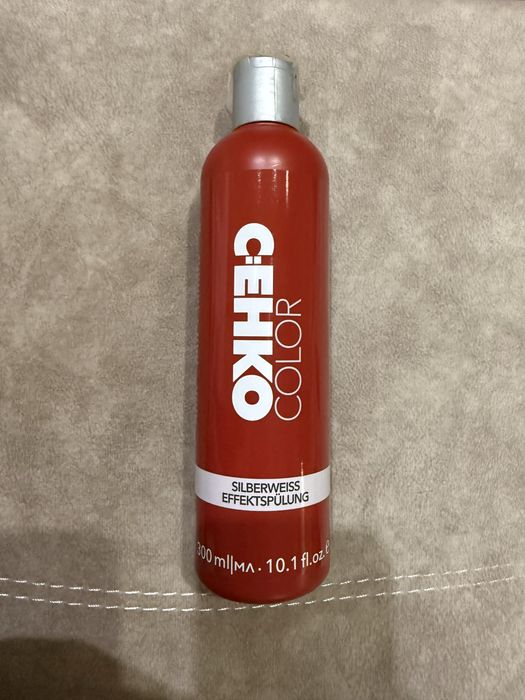 C:EHKO
COLOR
SILBERWEISS
EFFEKTSPÜLUNG
300 ml|MA · 10.1 fl.oz. e